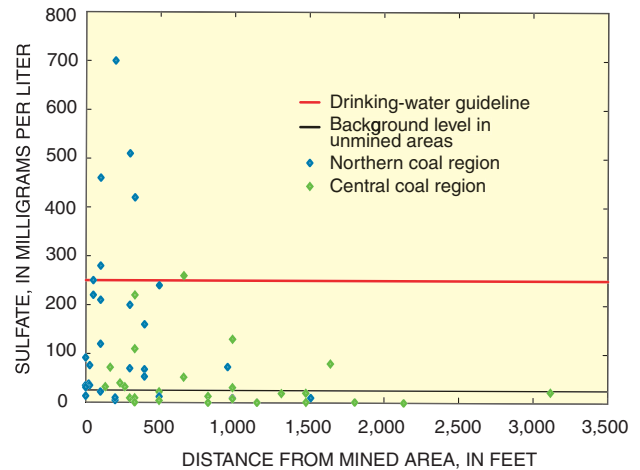 SULFATE, IN MILLIGRAMS PER LITER
800
700
600
500
400
300
200
100
0
Drinking-water guideline
Background level in
unmined areas
Northern coal region
Central coal region
0 500 1,000 1,500 2,000 2,500 3,000 3,500
DISTANCE FROM MINED AREA, IN FEET